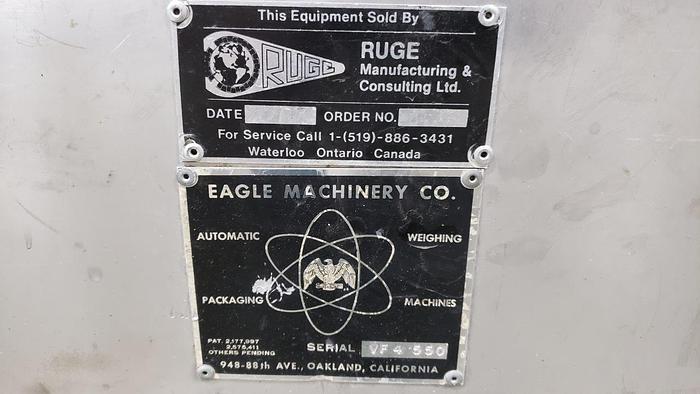 This Equipment Sold By
RUGE
RUGE
Manufacturing &
Consulting Ltd.
DATE ORDER NO.
For Service Call 1-(519)-886-3431
Waterloo Ontario Canada
EAGLE MACHINERY CO.
AUTOMATIC WEIGHING
PACKAGING MACHINES
PAT. 2,177,997
2,575,411
OTHERS PENDING
SERIAL VF4 550
948-88th AVE., OAKLAND, CALIFORNIA